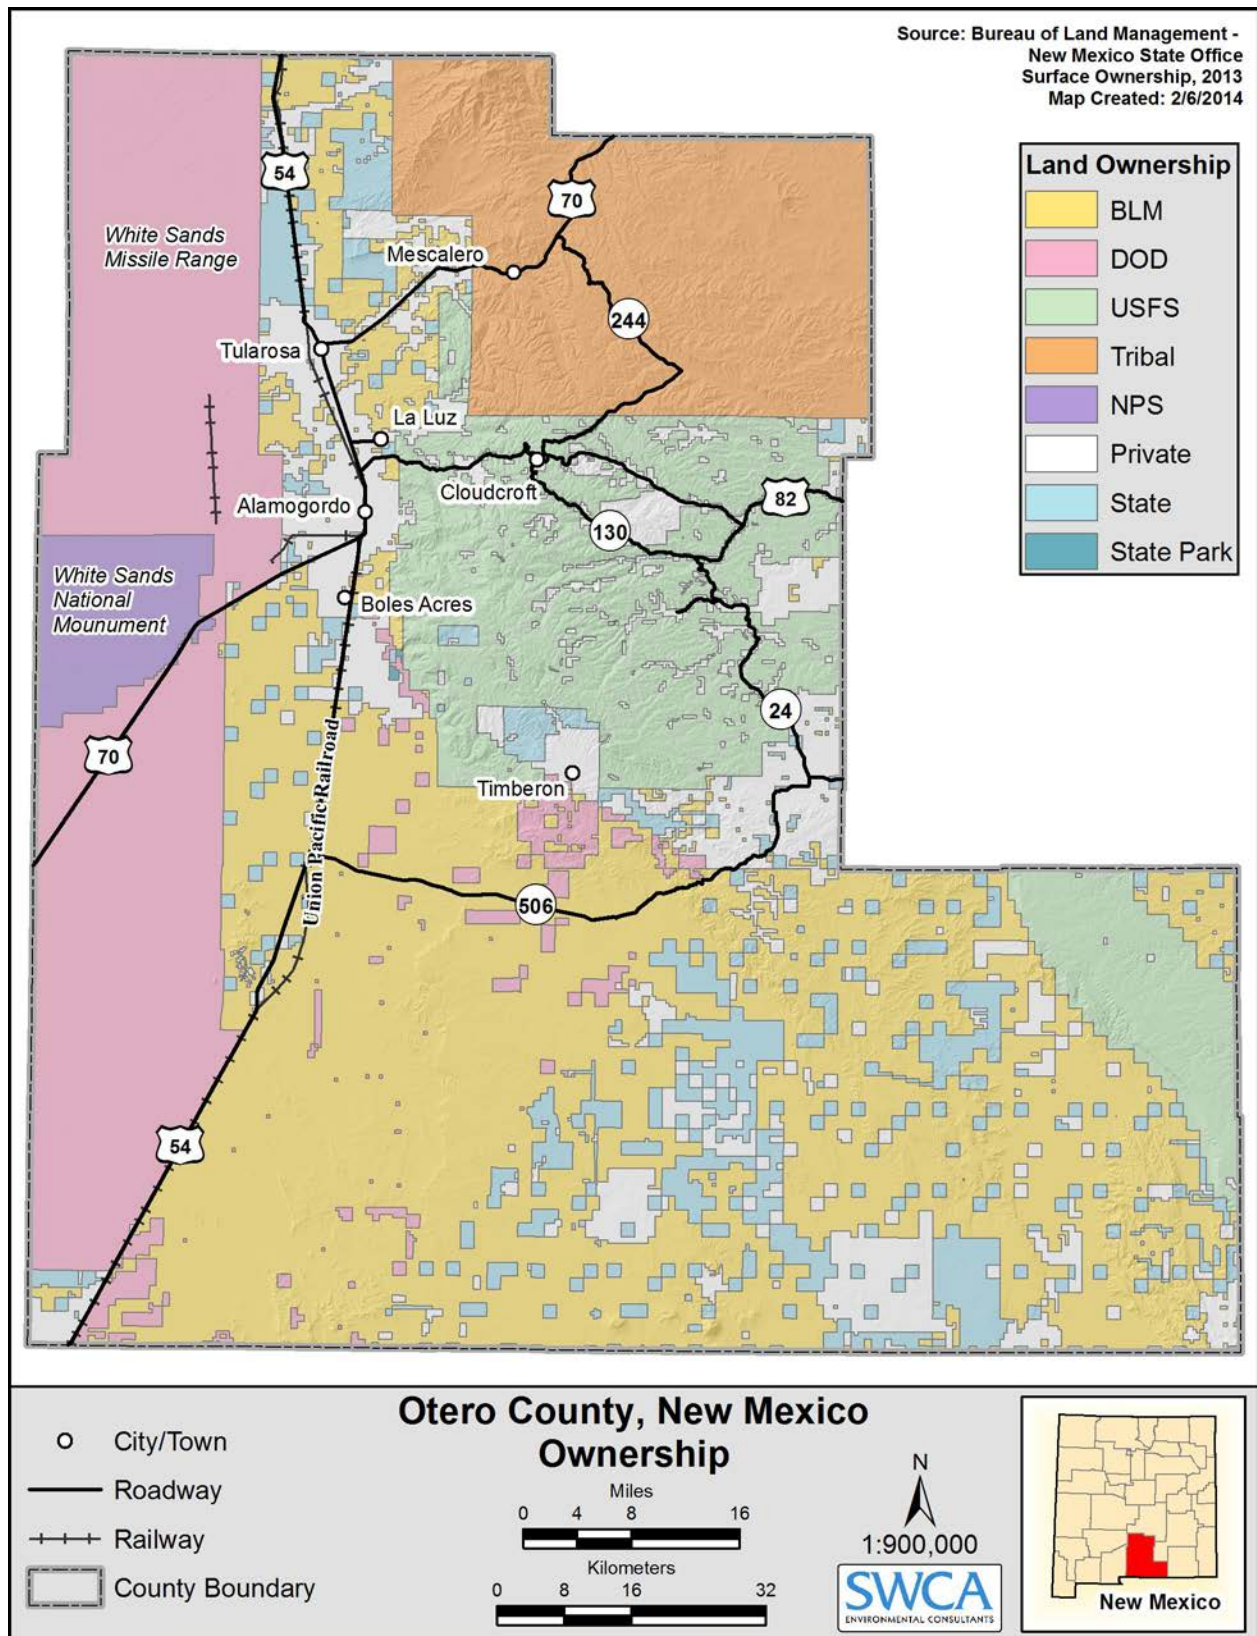 Source: Bureau of Land Management -
New Mexico State Office
Surface Ownership, 2013
Map Created: 2/6/2014
Land Ownership
BLM
DOD
USFS
Tribal
NPS
Private
State
State Park
54
70
White Sands
Missile Range
Mescalero
244
Tularosa
La Luz
Cloudcroft
82
Alamogordo
130
White Sands
National
Mounument
Boles Acres
24
70
Union Pacific Railroad
Timberon
506
54
Otero County, New Mexico
Ownership
City/Town
Roadway
Railway
County Boundary
Miles
0 4 8 16
Kilometers
0 8 16 32
N
1:900,000
SWCA
ENVIRONMENTAL CONSULTANTS
New Mexico